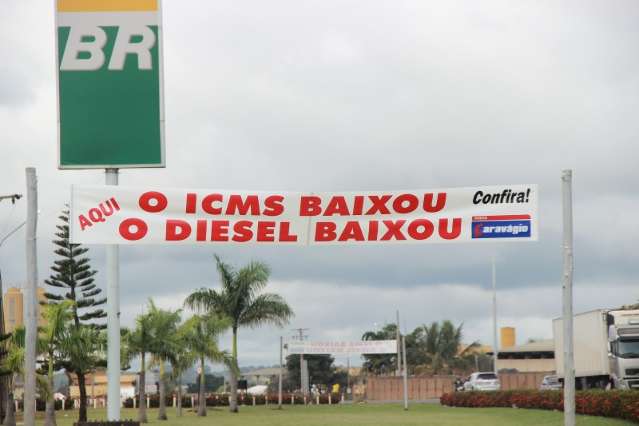 BR
AQUI
O ICMS BAIXOU
O DIESEL BAIXOU
Confira!
Caravágio